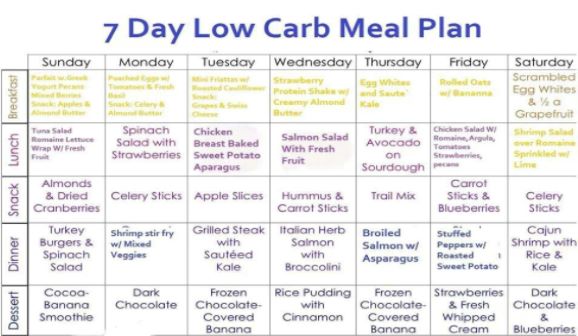 7 Day Low Carb Meal Plan
Sunday Monday Tuesday Wednesday Thursday Friday Saturday
Breakfast
Parfait w.Greek
Yogurt Pecans
Mixed Berries
Snack: Apples &
Almond Butter
Poached Eggs w/
Tomatoes & Fresh
Basil
Snack: Celery &
Almond Butter
Mini Friattas w/
Roasted Cauliflower
Snack:
Grapes & Swiss
Cheese
Strawberry
Protein Shake w/
Creamy Almond
Butter
Egg Whites
and Saute`
Kale
Rolled Oats
w/ Bananna
Scrambled
Egg Whites
& ½ a
Grapefruit
Lunch
Tuna Salad
Romaine Lettuce
Wrap W/ Fresh
Fruit
Spinach
Salad with
Strawberries
Chicken
Breast Baked
Sweet Potato
Aparagus
Salmon Salad
With Fresh
Fruit
Turkey &
Avocado
on
Sourdough
Chicken Salad W/
Romaine,Argula,
Tomatoes
Strawberries,
pecans
Shrimp Salad
over Romaine
Sprinkled w/
Lime
Snack
Almonds
& Dried
Cranberries
Celery Sticks
Apple Slices
Hummus &
Carrot Sticks
Trail Mix
Carrot
Sticks &
Blueberries
Celery
Sticks
Dinner
Turkey
Burgers &
Spinach
Salad
Shrimp stir fry
w/ Mixed
Veggies
Grilled Steak
with
Sautéed
Kale
Italian Herb
Salmon
with
Broccolini
Broiled
Salmon w/
Asparagus
Stuffed
Peppers w/
Roasted
Sweet Potato
Cajun
Shrimp with
Rice &
Kale
Dessert
Cocoa-
Banana
Smoothie
Dark
Chocolate
Frozen
Chocolate-
Covered
Banana
Rice Pudding
with
Cinnamon
Frozen
Chocolate-
Covered
Banana
Strawberries
& Fresh
Whipped
Cream
Dark
Chocolate
&
Blueberries